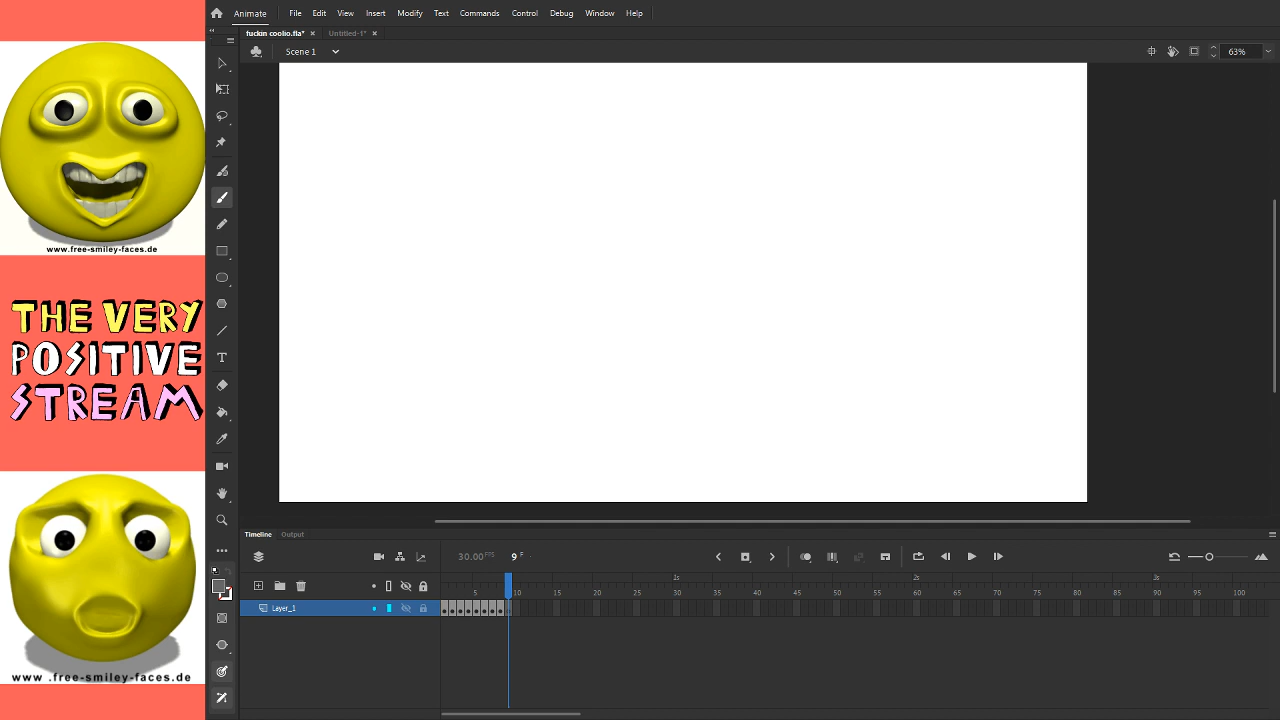 Animate
File Edit View Insert Modify Text Commands Control Debug Window Help
fuckin coolio.fla*
Untitled-1*
Scene 1
63%
www.free-smiley-faces.de
THE VERY
POSITIVE
STREAM
www .free-smiley-faces.de
T
Timeline
Output
30.00 FPS
9 F
1s 2s 3s
5 10 15 20 25 30 35 40 45 50 55 60 65 70 75 80 85 90 95 100
Layer_1